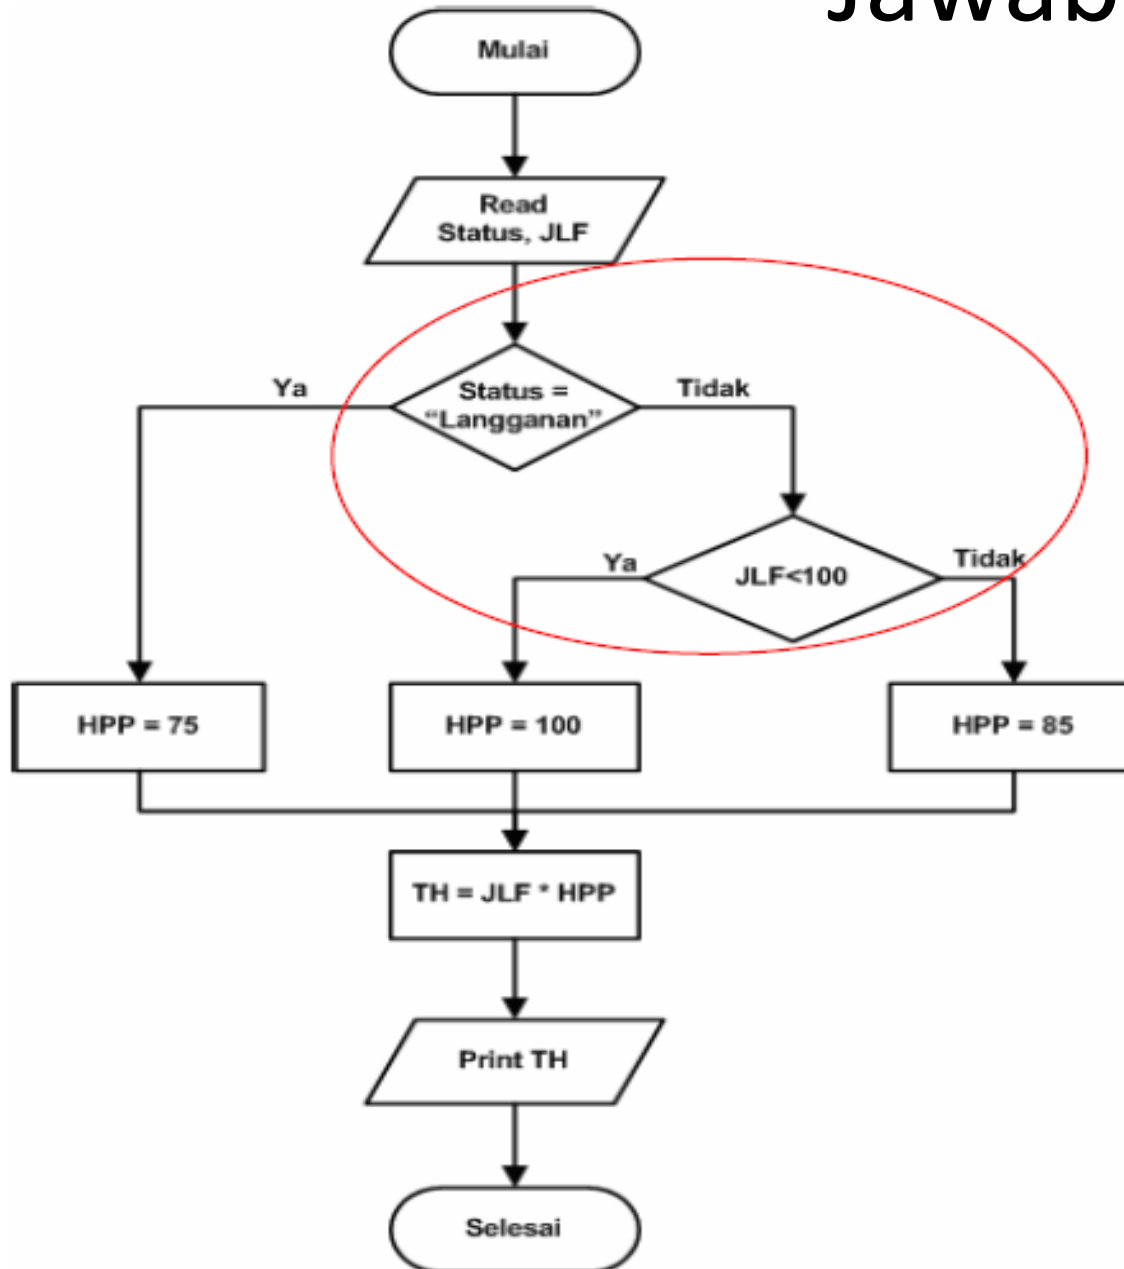 Jawab
Mulai
Read
Status, JLF
Status =
“Langganan”
Ya
Tidak
JLF<100
Ya
Tidak
HPP = 75
HPP = 100
HPP = 85
TH = JLF * HPP
Print TH
Selesai